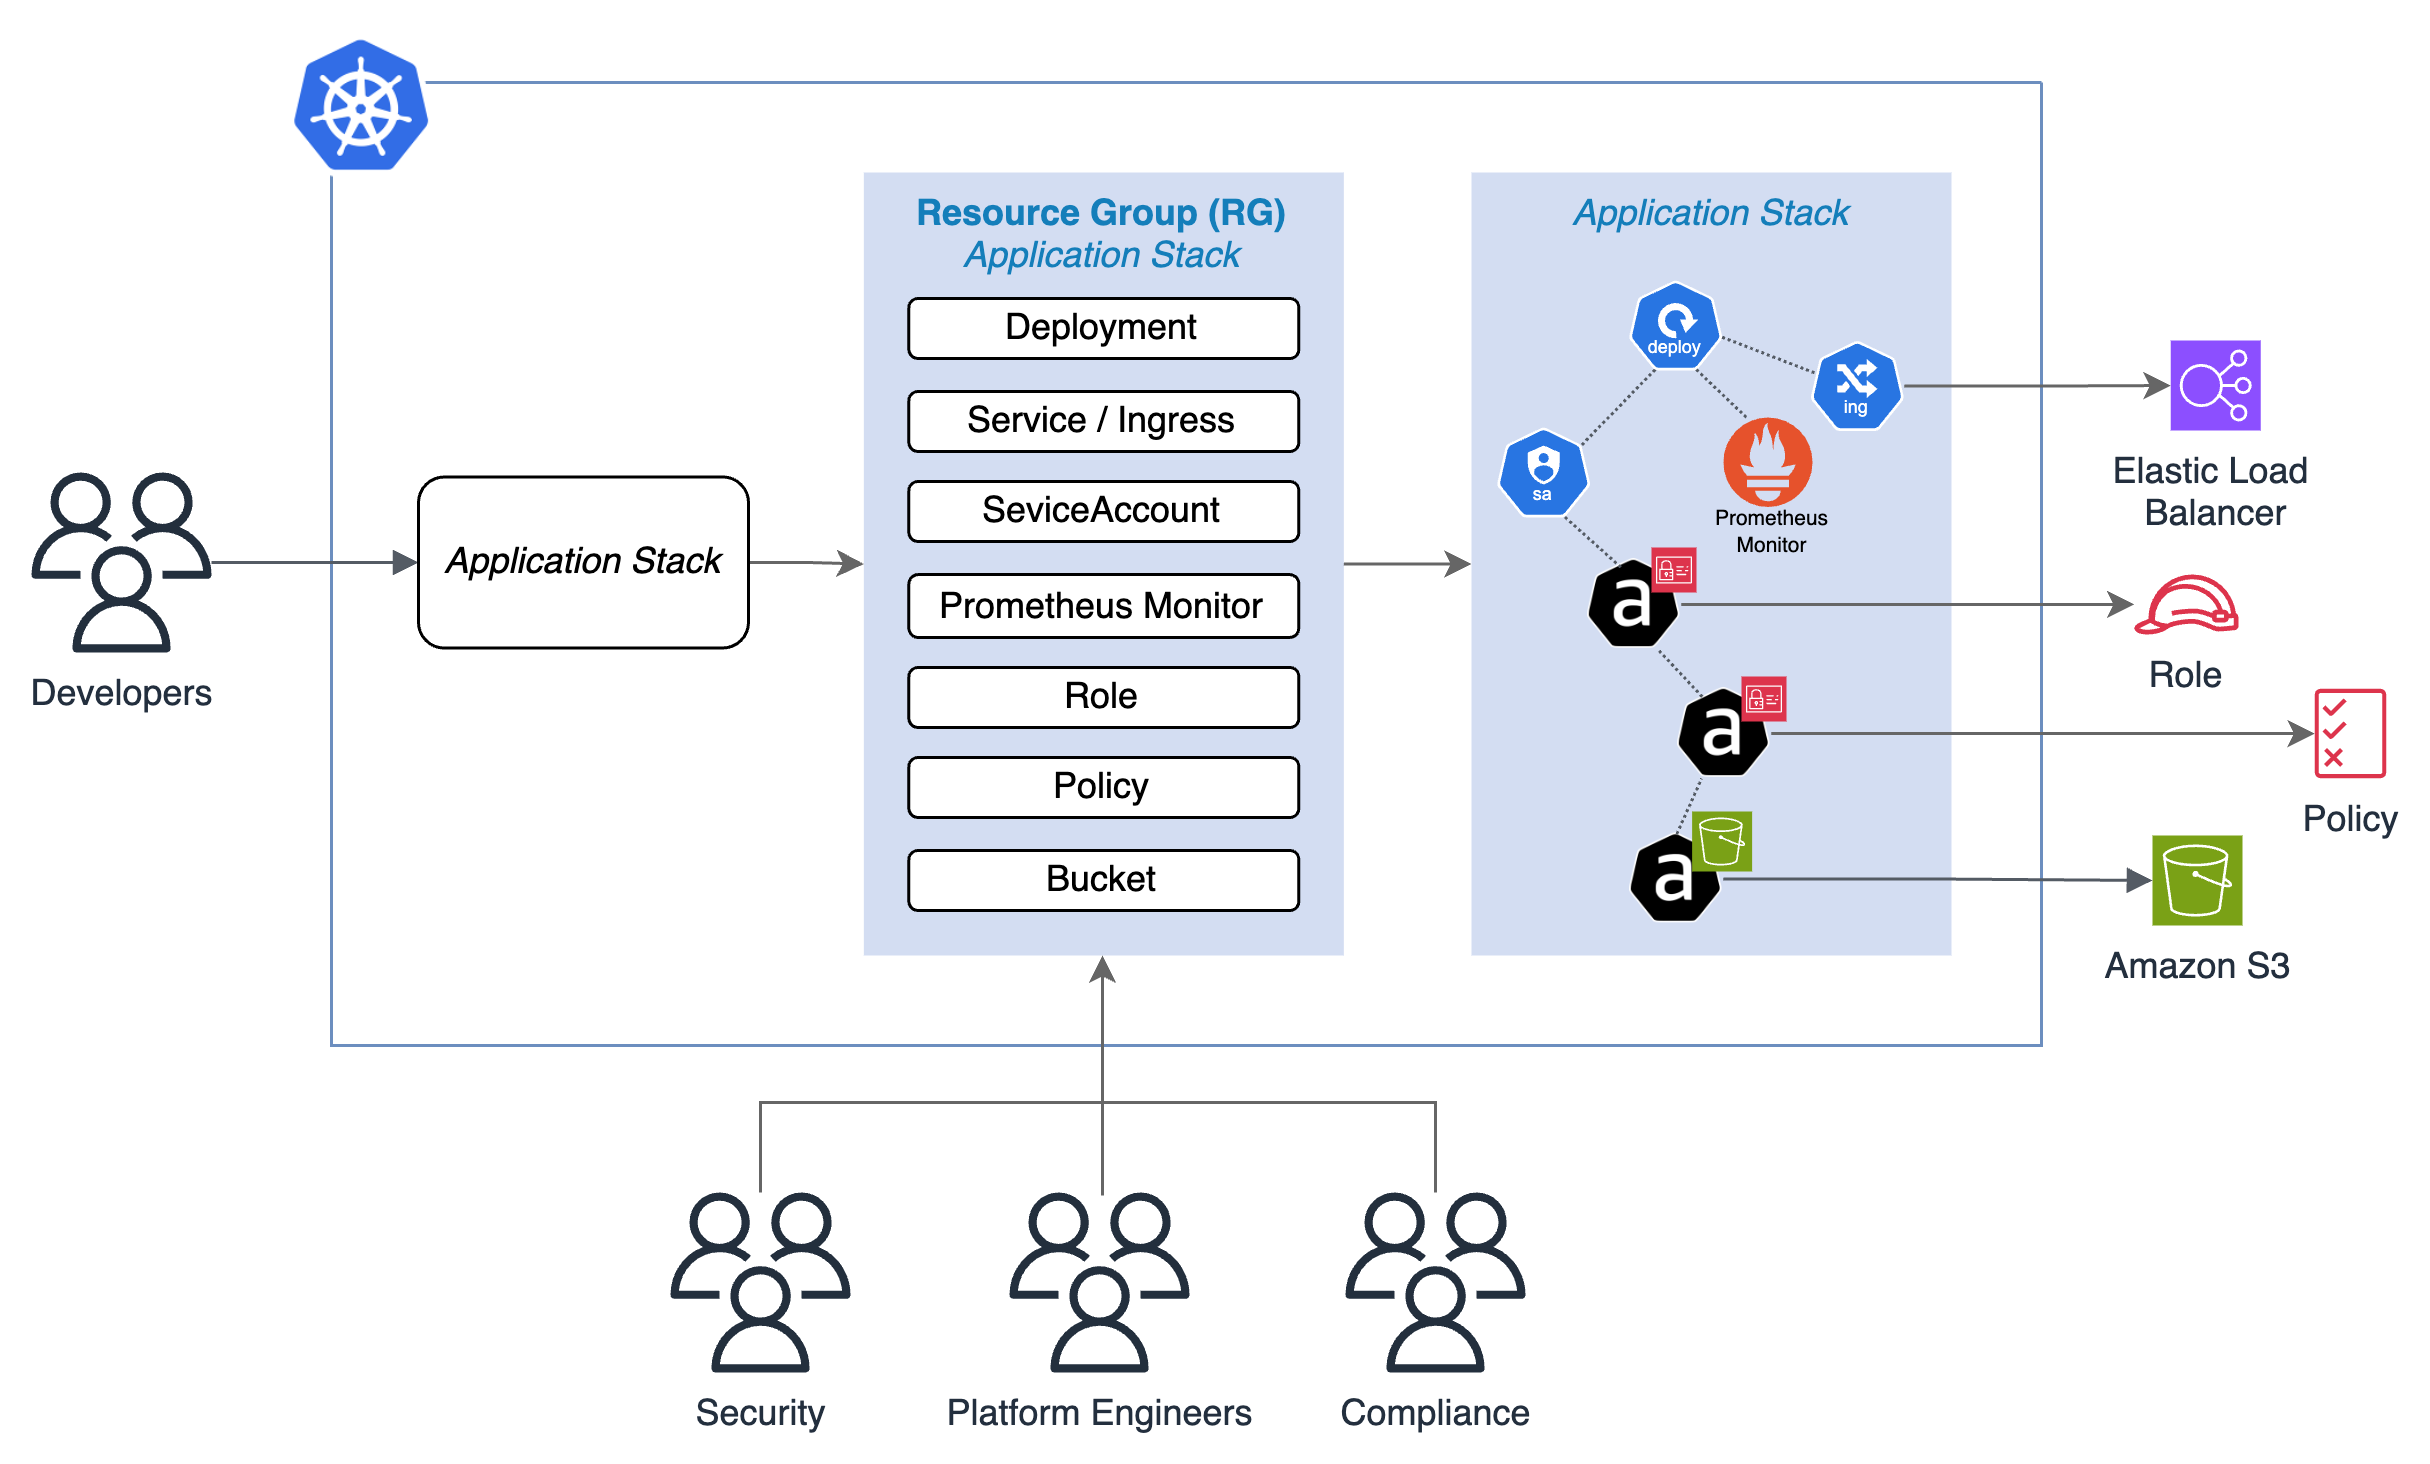 Developers
Application Stack
Resource Group (RG)
Application Stack
Deployment
Service / Ingress
SeviceAccount
Prometheus Monitor
Role
Policy
Bucket
Application Stack
deploy
ing
sa
Prometheus
Monitor
a
a
a
Elastic Load
Balancer
Role
Policy
Amazon S3
Security
Platform Engineers
Compliance